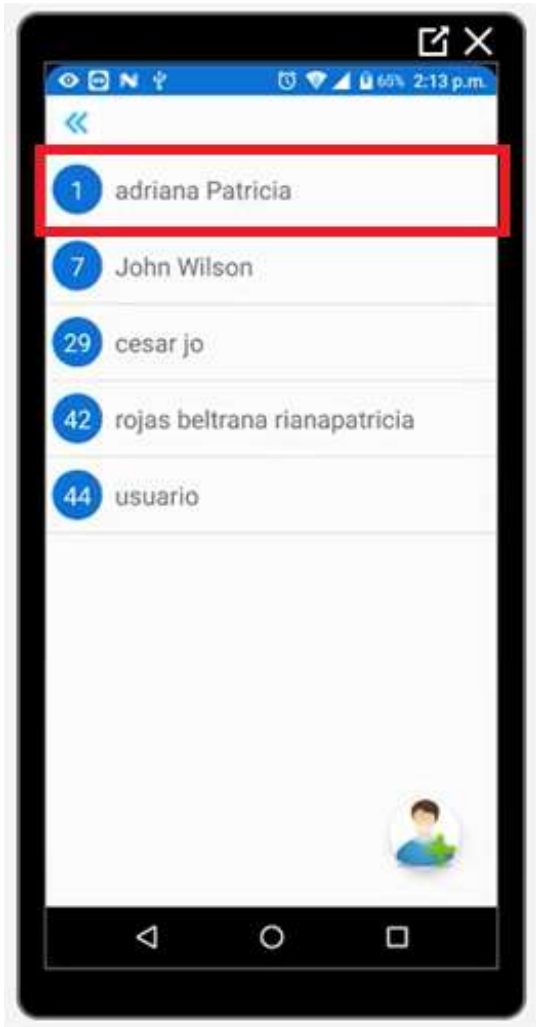 65% 2:13 p.m.
1 adriana Patricia
7 John Wilson
29 cesar jo
42 rojas beltrana rianapatricia
44 usuario